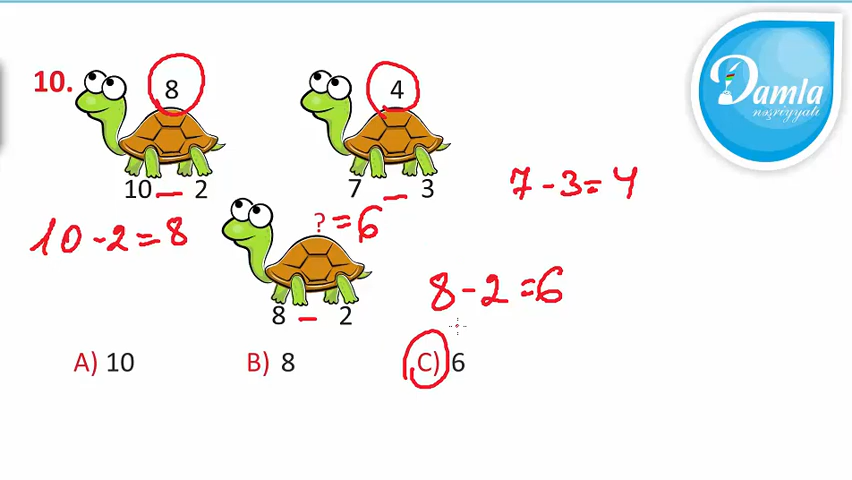 10.
8
4
Damla
nəşriyyatı
10 – 2
7 – 3
7 - 3 = 4
10 - 2 = 8
? = 6
8 - 2 = 6
8 – 2
A) 10 B) 8 C) 6